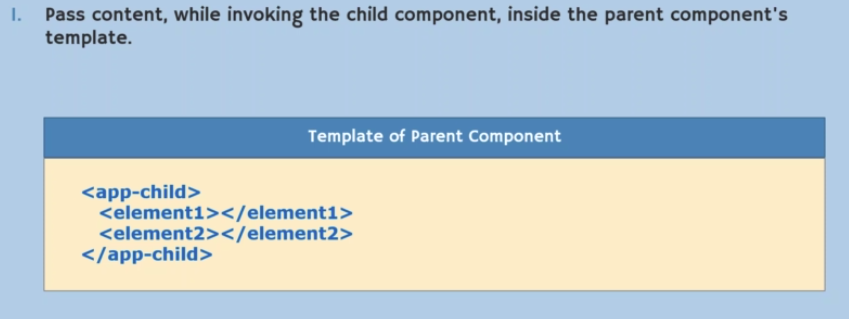 I. Pass content, while invoking the child component, inside the parent component's
template.
Template of Parent Component
<app-child>
<element1></element1>
<element2></element2>
</app-child>